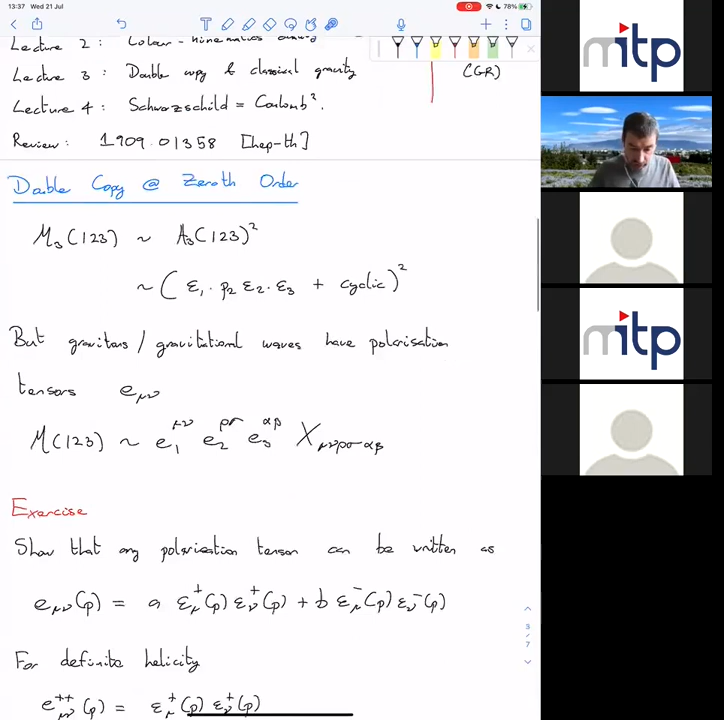 13:37 Wed 21 Jul
78%
Lecture 2: Colour - kinematics
Lecture 3: Double copy & classical gravity
(GR)
Lecture 4: Schwarzschild = Coulomb².
Review: 1909.01358 [hep-th]
Double Copy @ Zeroth Order
M₃(123) ~ A₃(123)²
~ (ε₁·p₂ ε₂·ε₃ + cyclic)²
But gravitons/gravitational waves have polarisation
tensors e_μν
M(123) ~ e₁^μν e₂^ρσ e₃^αβ X_μνρσαβ
Exercise
Show that any polarisation tensor can be written as
e_μν(p) = a ε_μ^+(p) ε_ν^+(p) + b ε_μ^-(p) ε_ν^-(p)
For definite helicity
e_μν^++(p) = ε_μ^+(p) ε_ν^+(p)
3
/
7
mitp
mitp